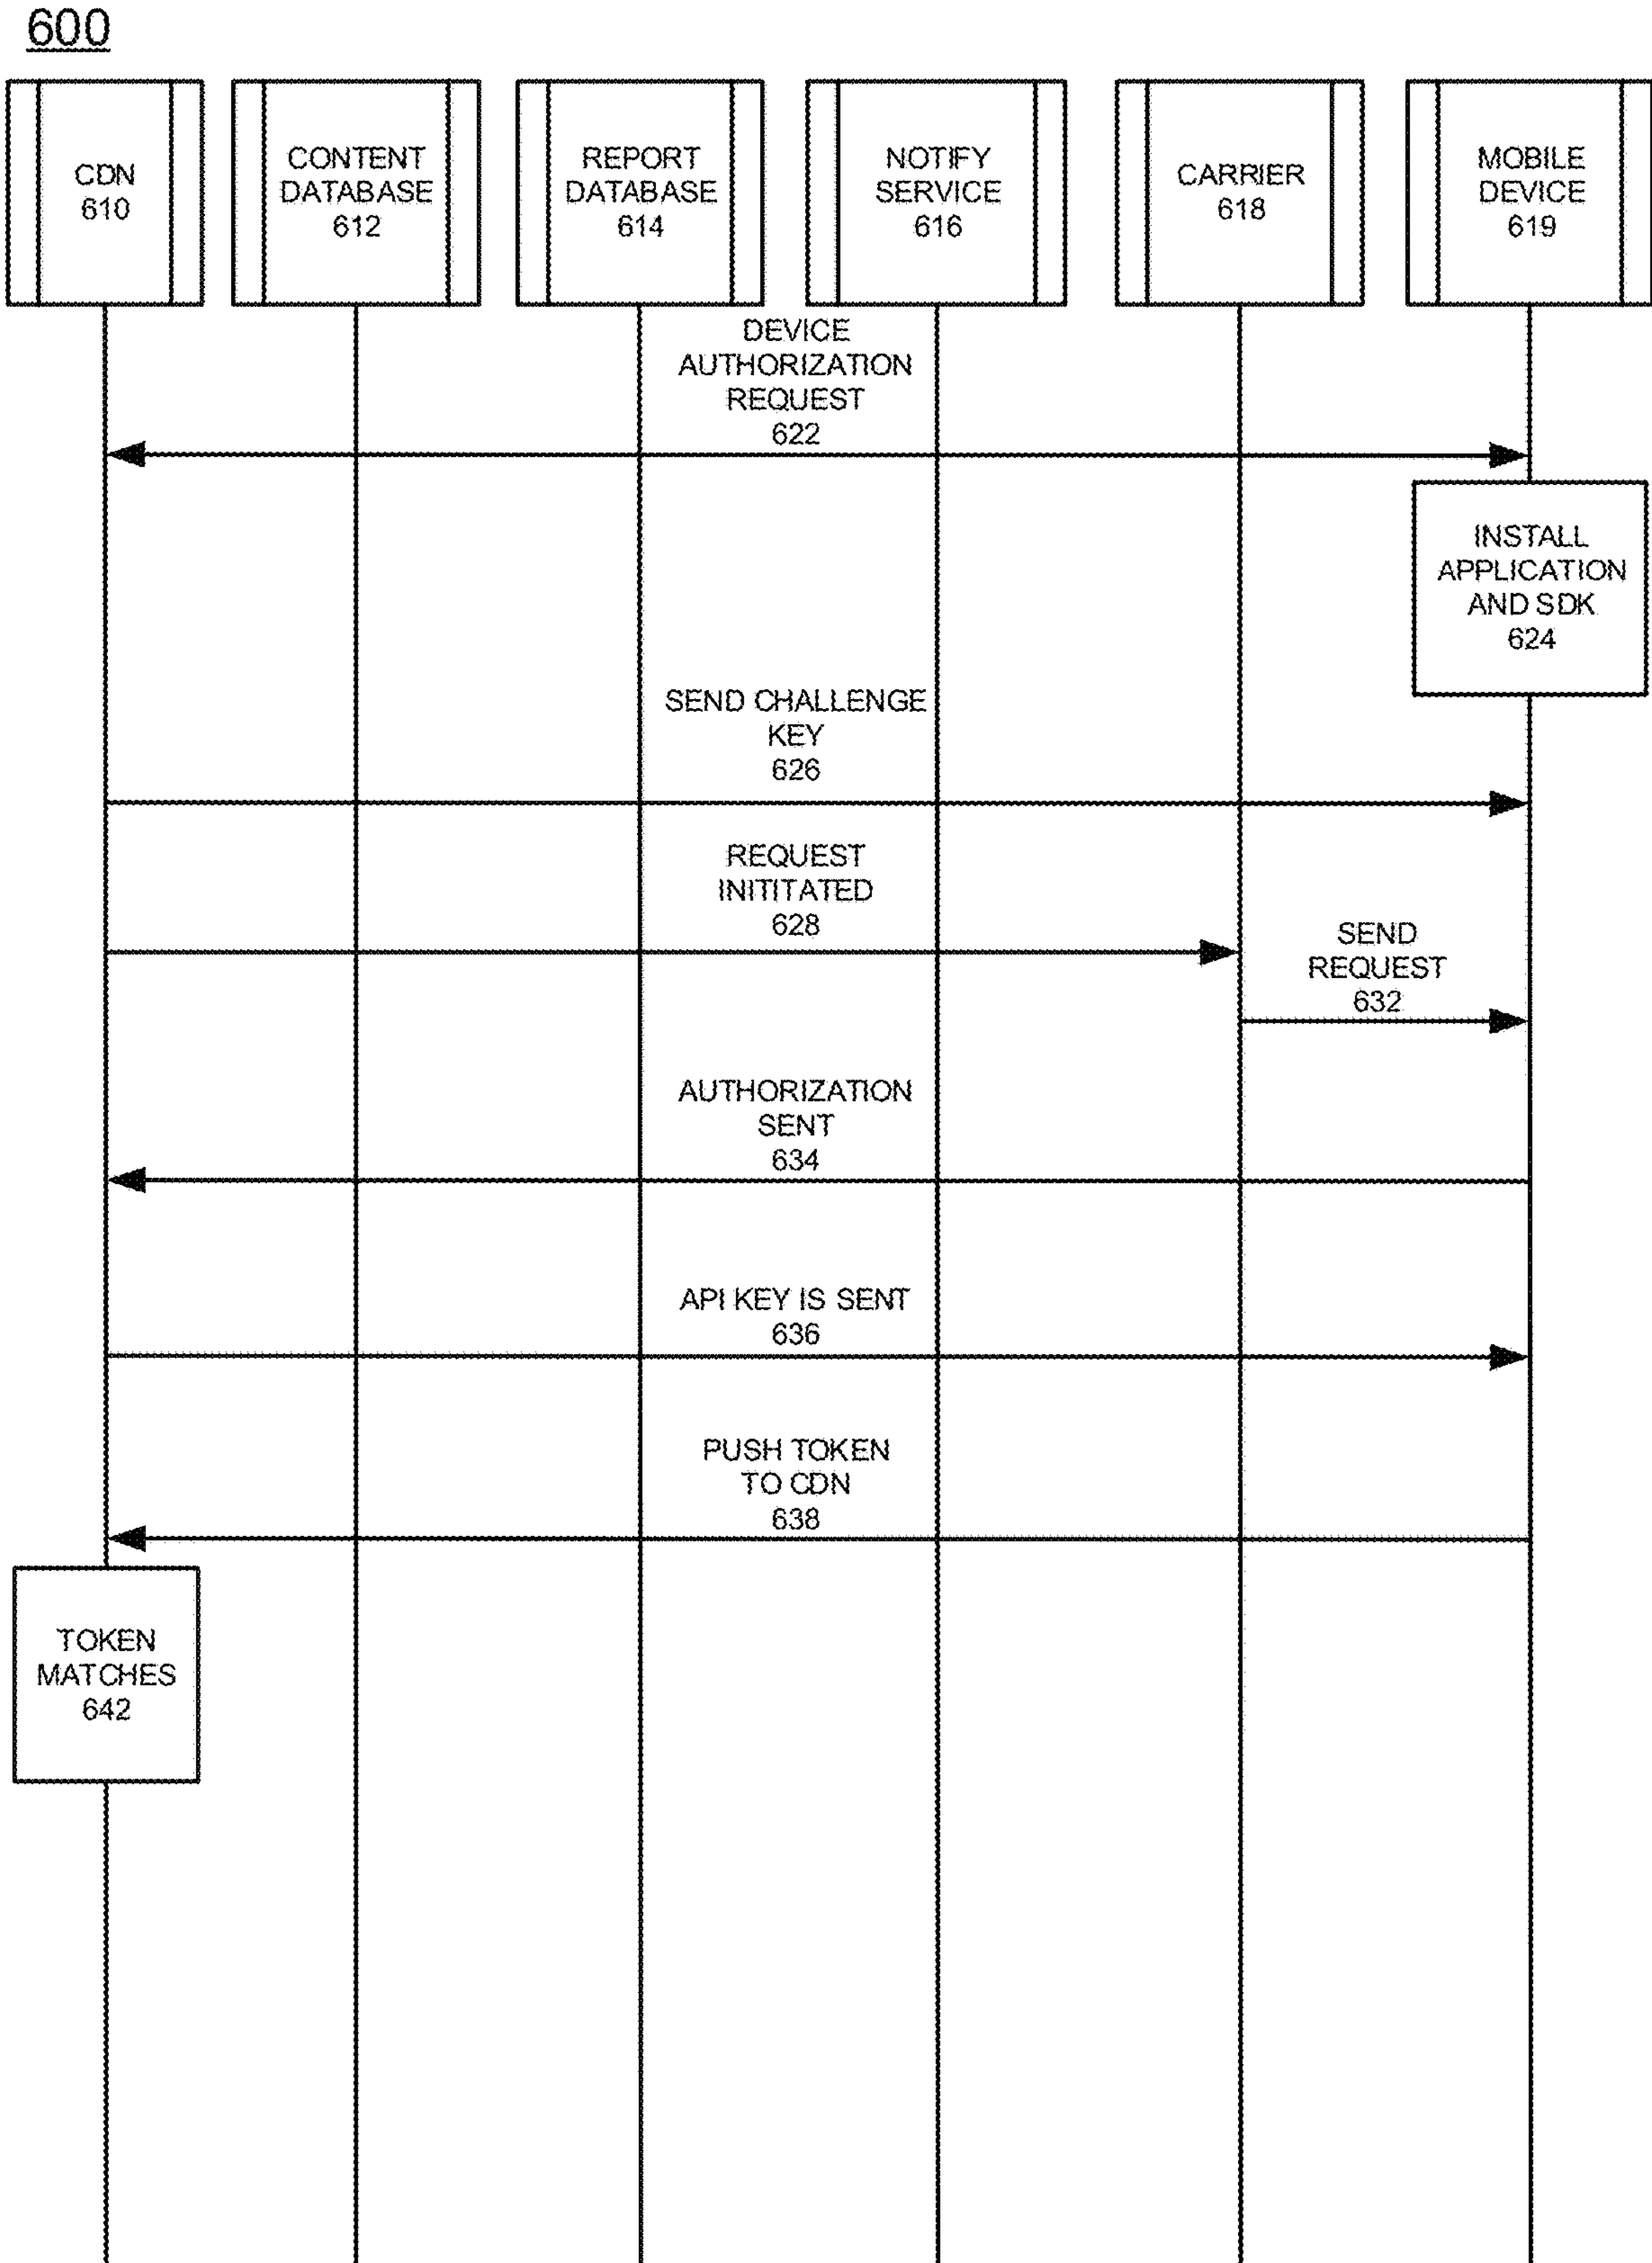 600
CDN
610
CONTENT
DATABASE
612
REPORT
DATABASE
614
NOTIFY
SERVICE
616
CARRIER
618
MOBILE
DEVICE
619
DEVICE
AUTHORIZATION
REQUEST
622
INSTALL
APPLICATION
AND SDK
624
SEND CHALLENGE
KEY
626
REQUEST
INITITATED
628
SEND
REQUEST
632
AUTHORIZATION
SENT
634
API KEY IS SENT
636
PUSH TOKEN
TO CDN
638
TOKEN
MATCHES
642